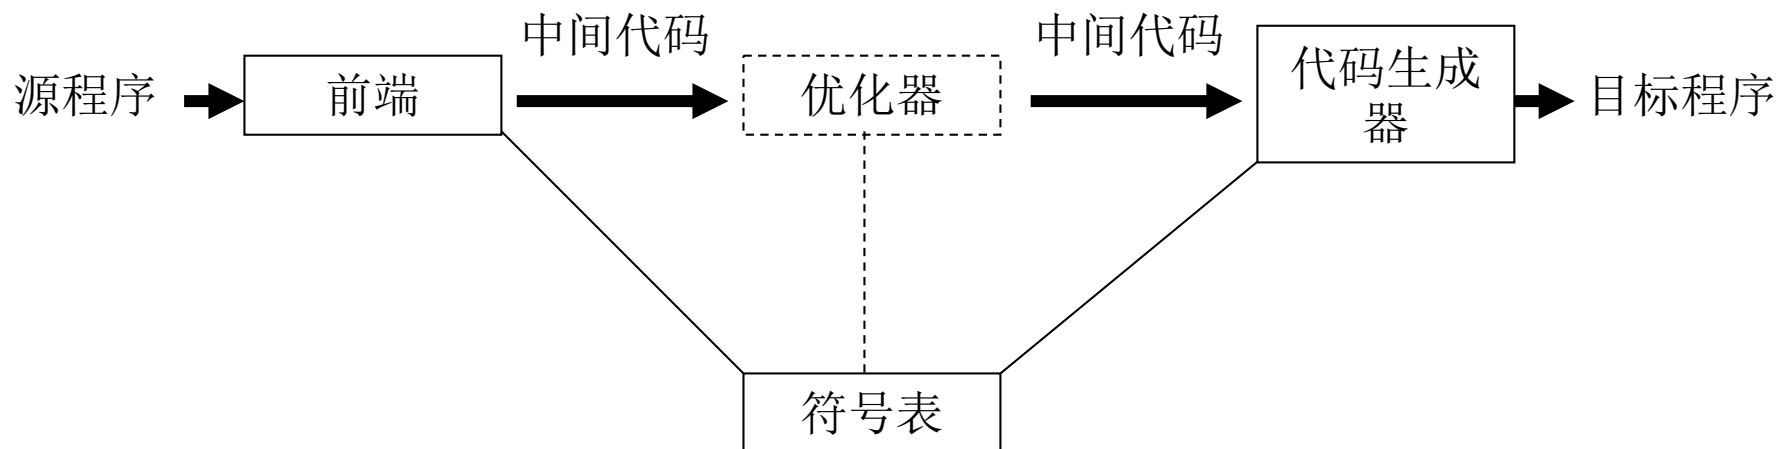 中间代码
中间代码
源程序
前端
优化器
代码生成
器
目标程序
符号表